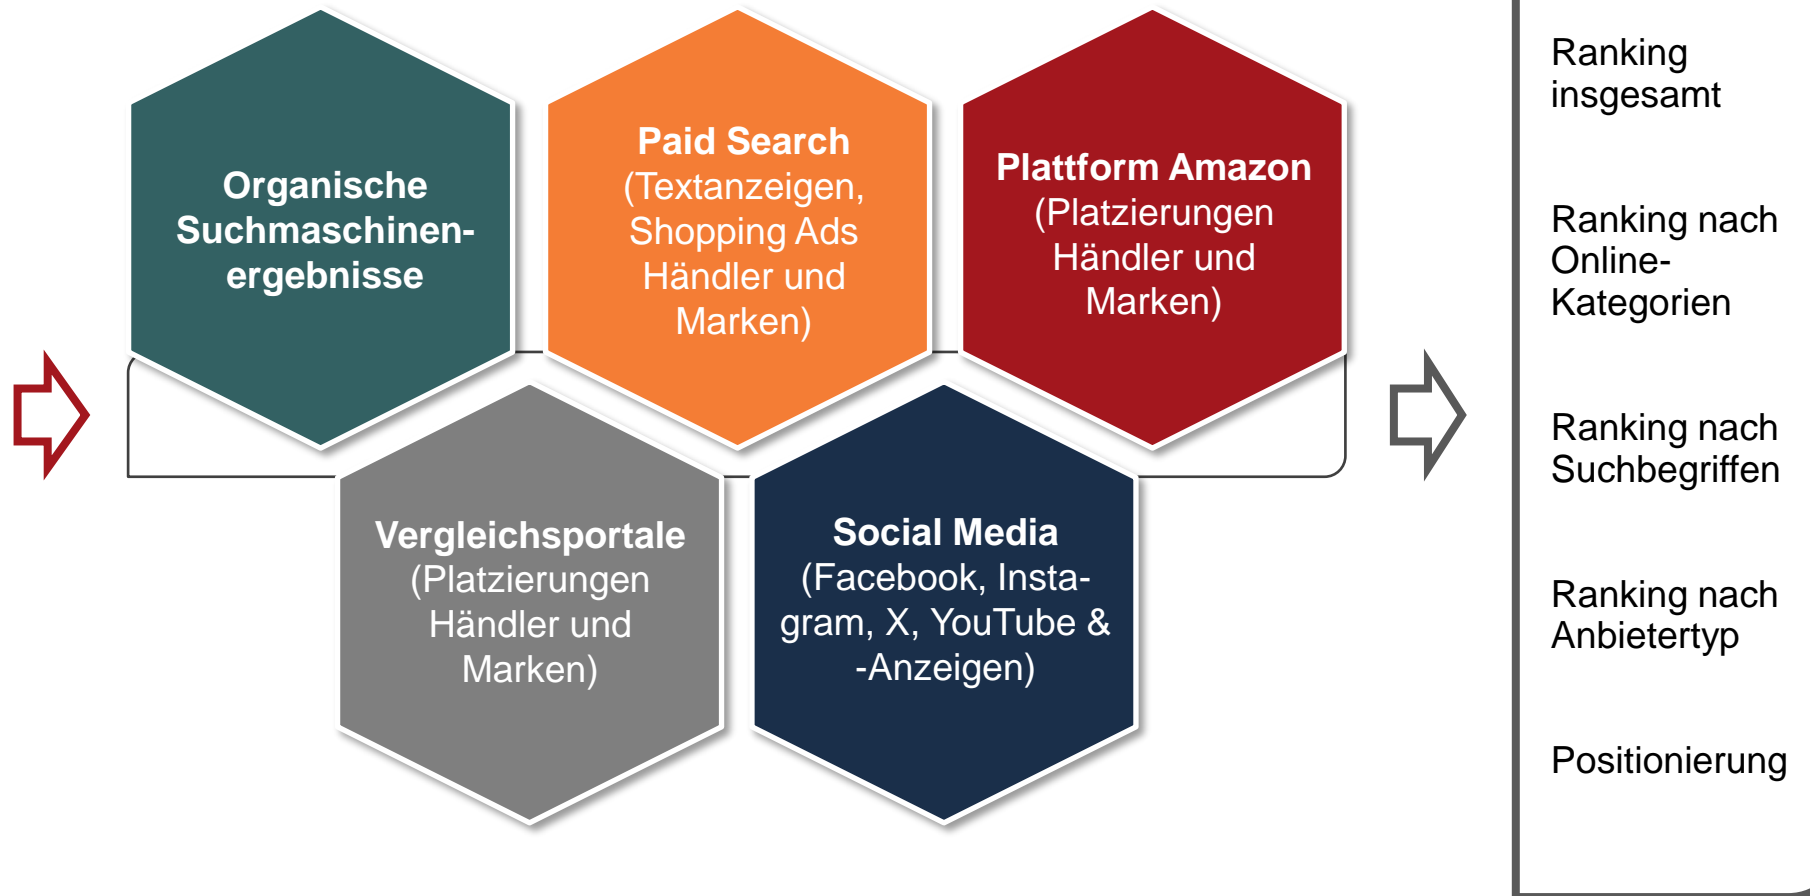 Organische
Suchmaschinen-
ergebnisse
Paid Search
(Textanzeigen,
Shopping Ads
Händler und
Marken)
Plattform Amazon
(Platzierungen
Händler und
Marken)
Vergleichsportale
(Platzierungen
Händler und
Marken)
Social Media
(Facebook, Insta-
gram, X, YouTube &
-Anzeigen)
Ranking
insgesamt
Ranking nach
Online-
Kategorien
Ranking nach
Suchbegriffen
Ranking nach
Anbietertyp
Positionierung